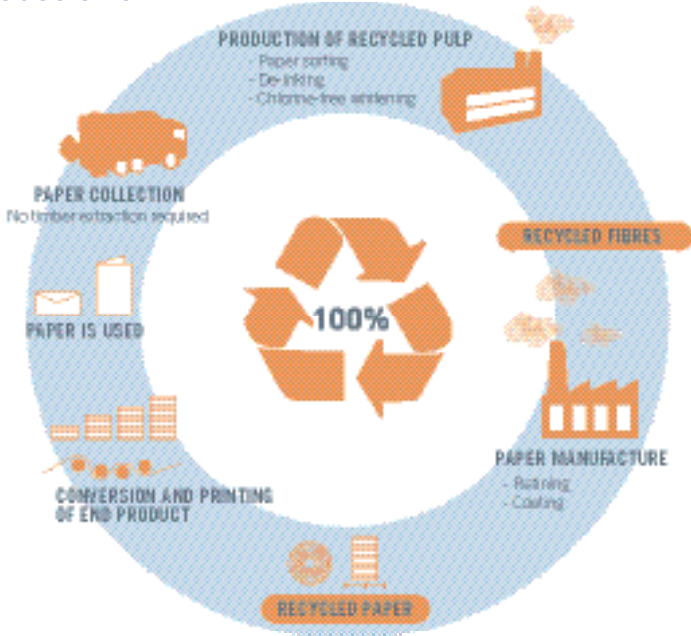 PRODUCTION OF RECYCLED PULP
- Paper sorting
- De-inking
- Chlorine-free whitening
PAPER COLLECTION
No timber extraction required
RECYCLED FIBRES
100%
PAPER IS USED
PAPER MANUFACTURE
- Refining
- Coating
CONVERSION AND PRINTING
OF END PRODUCT
RECYCLED PAPER